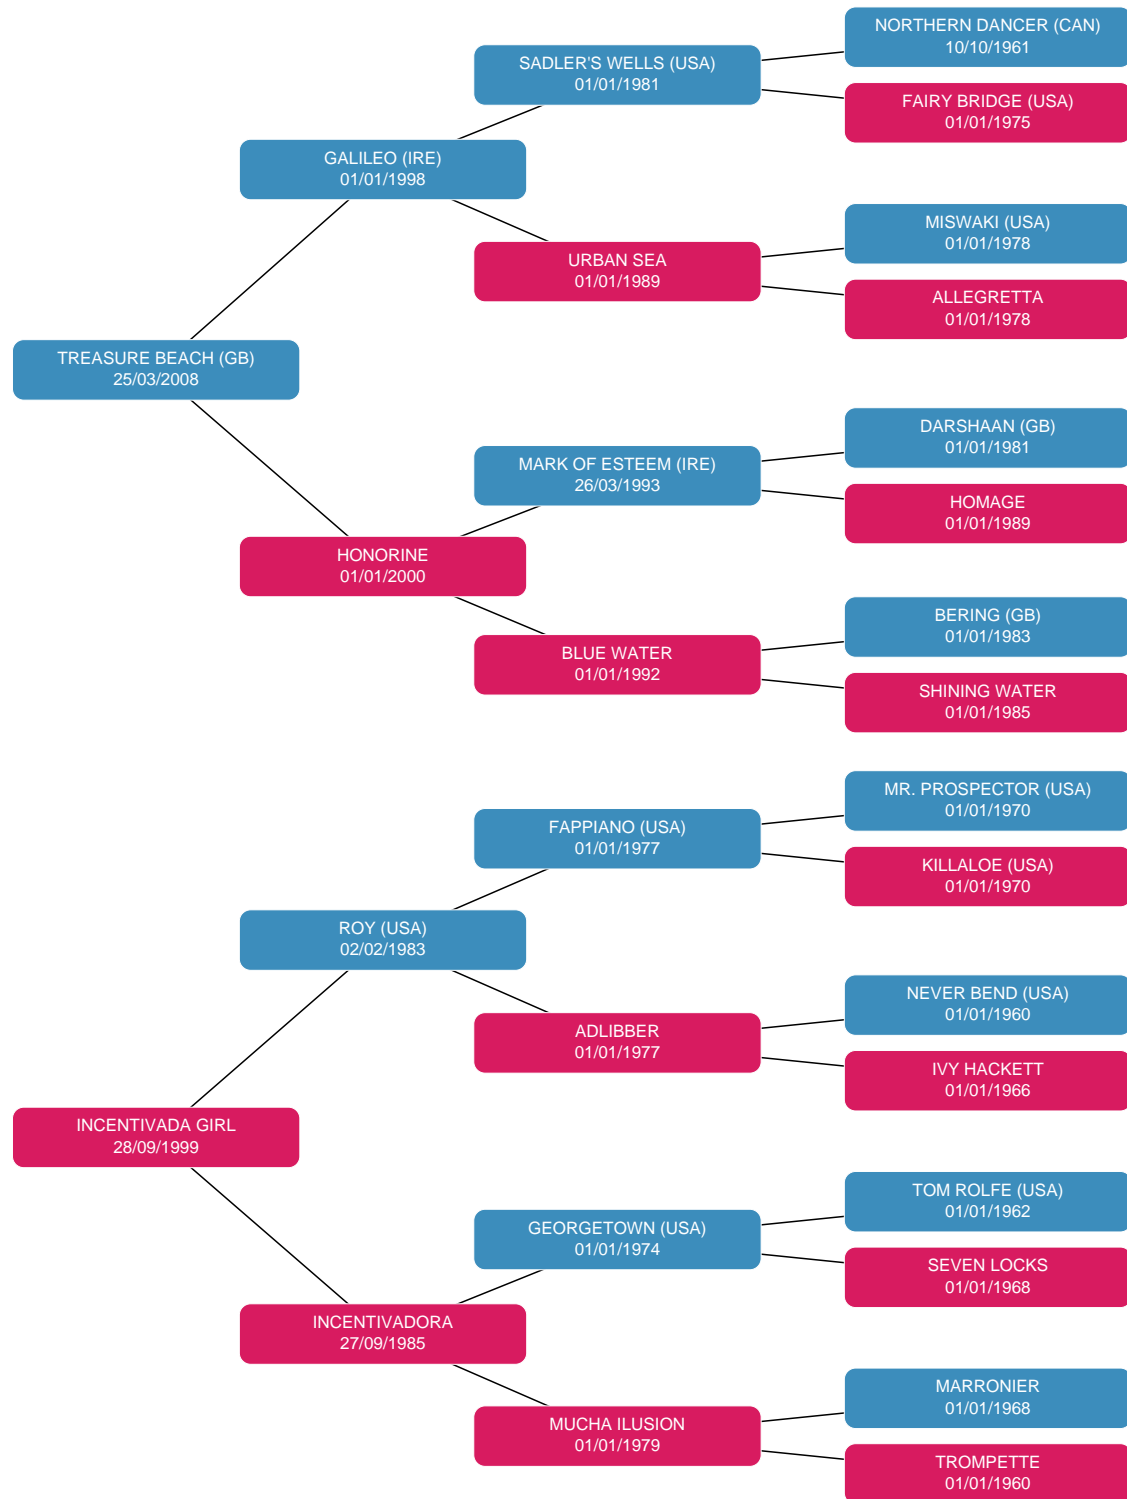 NORTHERN DANCER (CAN)
10/10/1961
SADLER'S WELLS (USA)
01/01/1981
FAIRY BRIDGE (USA)
01/01/1975
GALILEO (IRE)
01/01/1998
MISWAKI (USA)
01/01/1978
URBAN SEA
01/01/1989
ALLEGRETTA
01/01/1978
TREASURE BEACH (GB)
25/03/2008
DARSHAAN (GB)
01/01/1981
MARK OF ESTEEM (IRE)
26/03/1993
HOMAGE
01/01/1989
HONORINE
01/01/2000
BERING (GB)
01/01/1983
BLUE WATER
01/01/1992
SHINING WATER
01/01/1985
MR. PROSPECTOR (USA)
01/01/1970
FAPPIANO (USA)
01/01/1977
KILLALOE (USA)
01/01/1970
ROY (USA)
02/02/1983
NEVER BEND (USA)
01/01/1960
ADLIBBER
01/01/1977
IVY HACKETT
01/01/1966
INCENTIVADA GIRL
28/09/1999
TOM ROLFE (USA)
01/01/1962
GEORGETOWN (USA)
01/01/1974
SEVEN LOCKS
01/01/1968
INCENTIVADORA
27/09/1985
MARRONIER
01/01/1968
MUCHA ILUSION
01/01/1979
TROMPETTE
01/01/1960